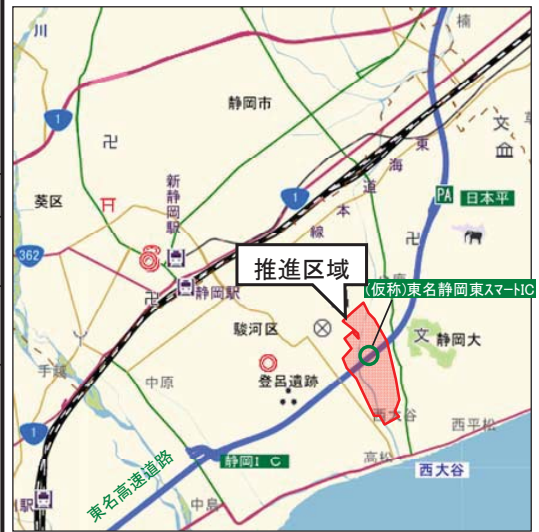 川
楠
1
静岡市
文
卍
東
海
道
本
線
葵区
新静岡駅
1
PA 日本平
卍
362
推進区域
静岡駅
卍
(仮称)東名静岡東スマートIC
駿河区
文 静岡大
手越
中原
登呂遺跡
西大谷
西平松
1
静岡IC
高松
西大谷
東名高速道路
中島
駅